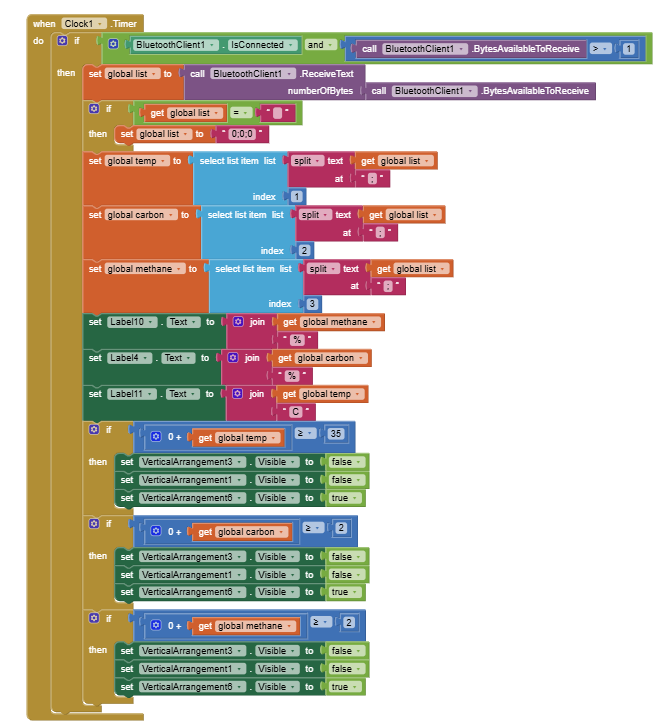 when Clock1 .Timer
do if BluetoothClient1 . IsConnected and call BluetoothClient1 .BytesAvailableToReceive > 1
then set global list to call BluetoothClient1 .ReceiveText
numberOfBytes call BluetoothClient1 .BytesAvailableToReceive
if get global list = " "
then set global list to " 0;0;0 "
set global temp to select list item list split text get global list
at " ; "
index 1
set global carbon to select list item list split text get global list
at " ; "
index 2
set global methane to select list item list split text get global list
at " ; "
index 3
set Label10 . Text to join get global methane
" % "
set Label4 . Text to join get global carbon
" % "
set Label11 . Text to join get global temp
" C "
if 0 + get global temp ≥ 35
then set VerticalArrangement3 . Visible to false
set VerticalArrangement1 . Visible to false
set VerticalArrangement6 . Visible to true
if 0 + get global carbon ≥ 2
then set VerticalArrangement3 . Visible to false
set VerticalArrangement1 . Visible to false
set VerticalArrangement6 . Visible to true
if 0 + get global methane ≥ 2
then set VerticalArrangement3 . Visible to false
set VerticalArrangement1 . Visible to false
set VerticalArrangement6 . Visible to true